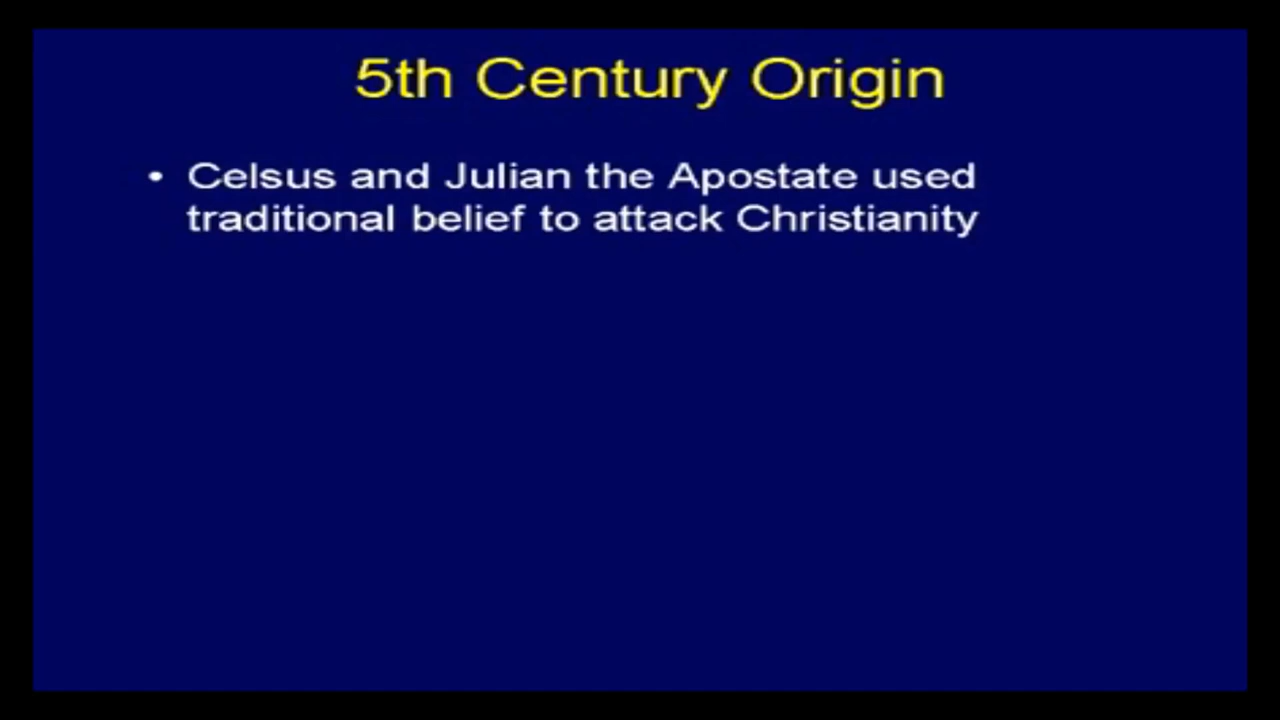 5th Century Origin
• Celsus and Julian the Apostate used
traditional belief to attack Christianity